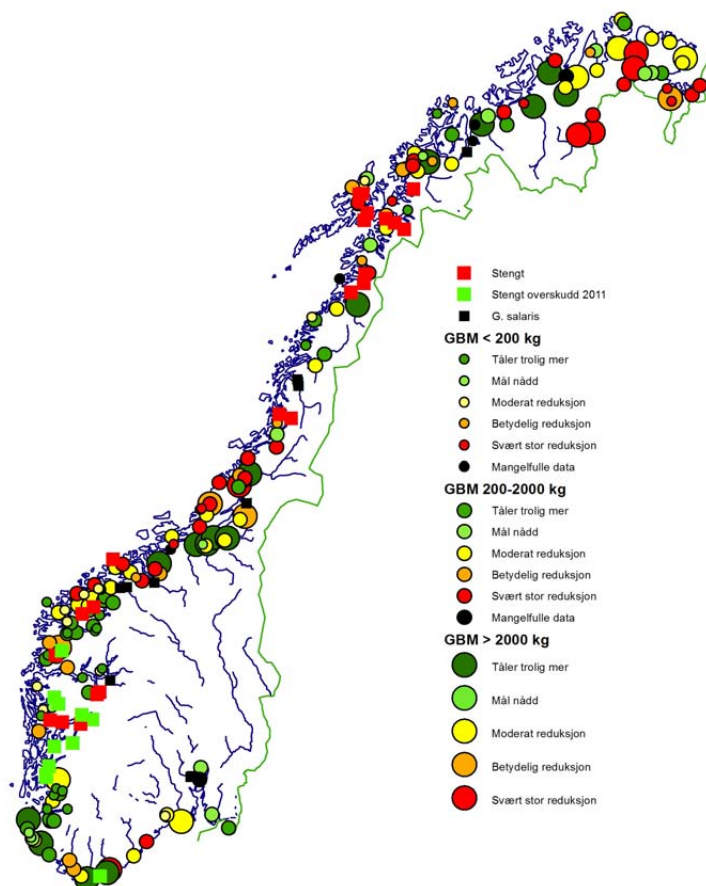 Stengt
Stengt overskudd 2011
G. salaris
GBM < 200 kg
Tåler trolig mer
Mål nådd
Moderat reduksjon
Betydelig reduksjon
Svært stor reduksjon
Mangelfulle data
GBM 200-2000 kg
Tåler trolig mer
Mål nådd
Moderat reduksjon
Betydelig reduksjon
Svært stor reduksjon
Mangelfulle data
GBM > 2000 kg
Tåler trolig mer
Mål nådd
Moderat reduksjon
Betydelig reduksjon
Svært stor reduksjon